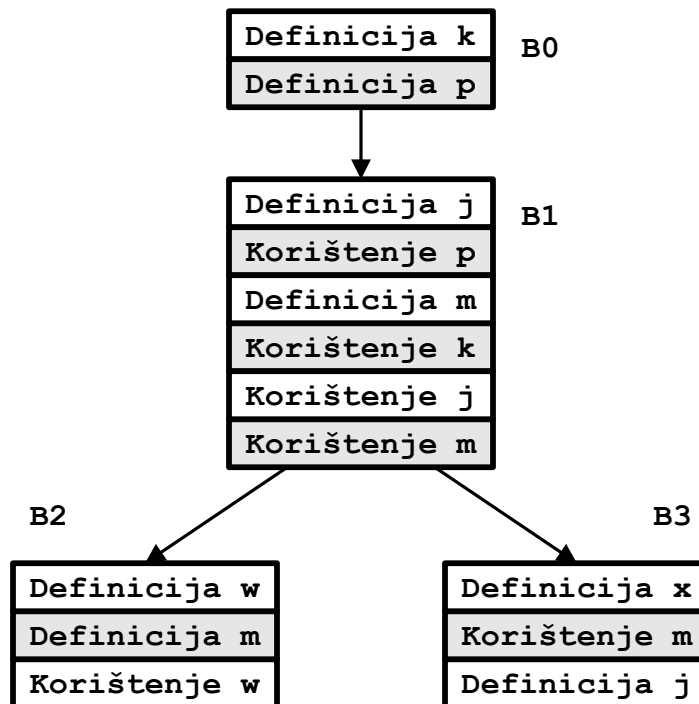 Definicija k
B0
Definicija p
Definicija j
B1
Korištenje p
Definicija m
Korištenje k
Korištenje j
Korištenje m
B2
B3
Definicija w
Definicija m
Korištenje w
Definicija x
Korištenje m
Definicija j